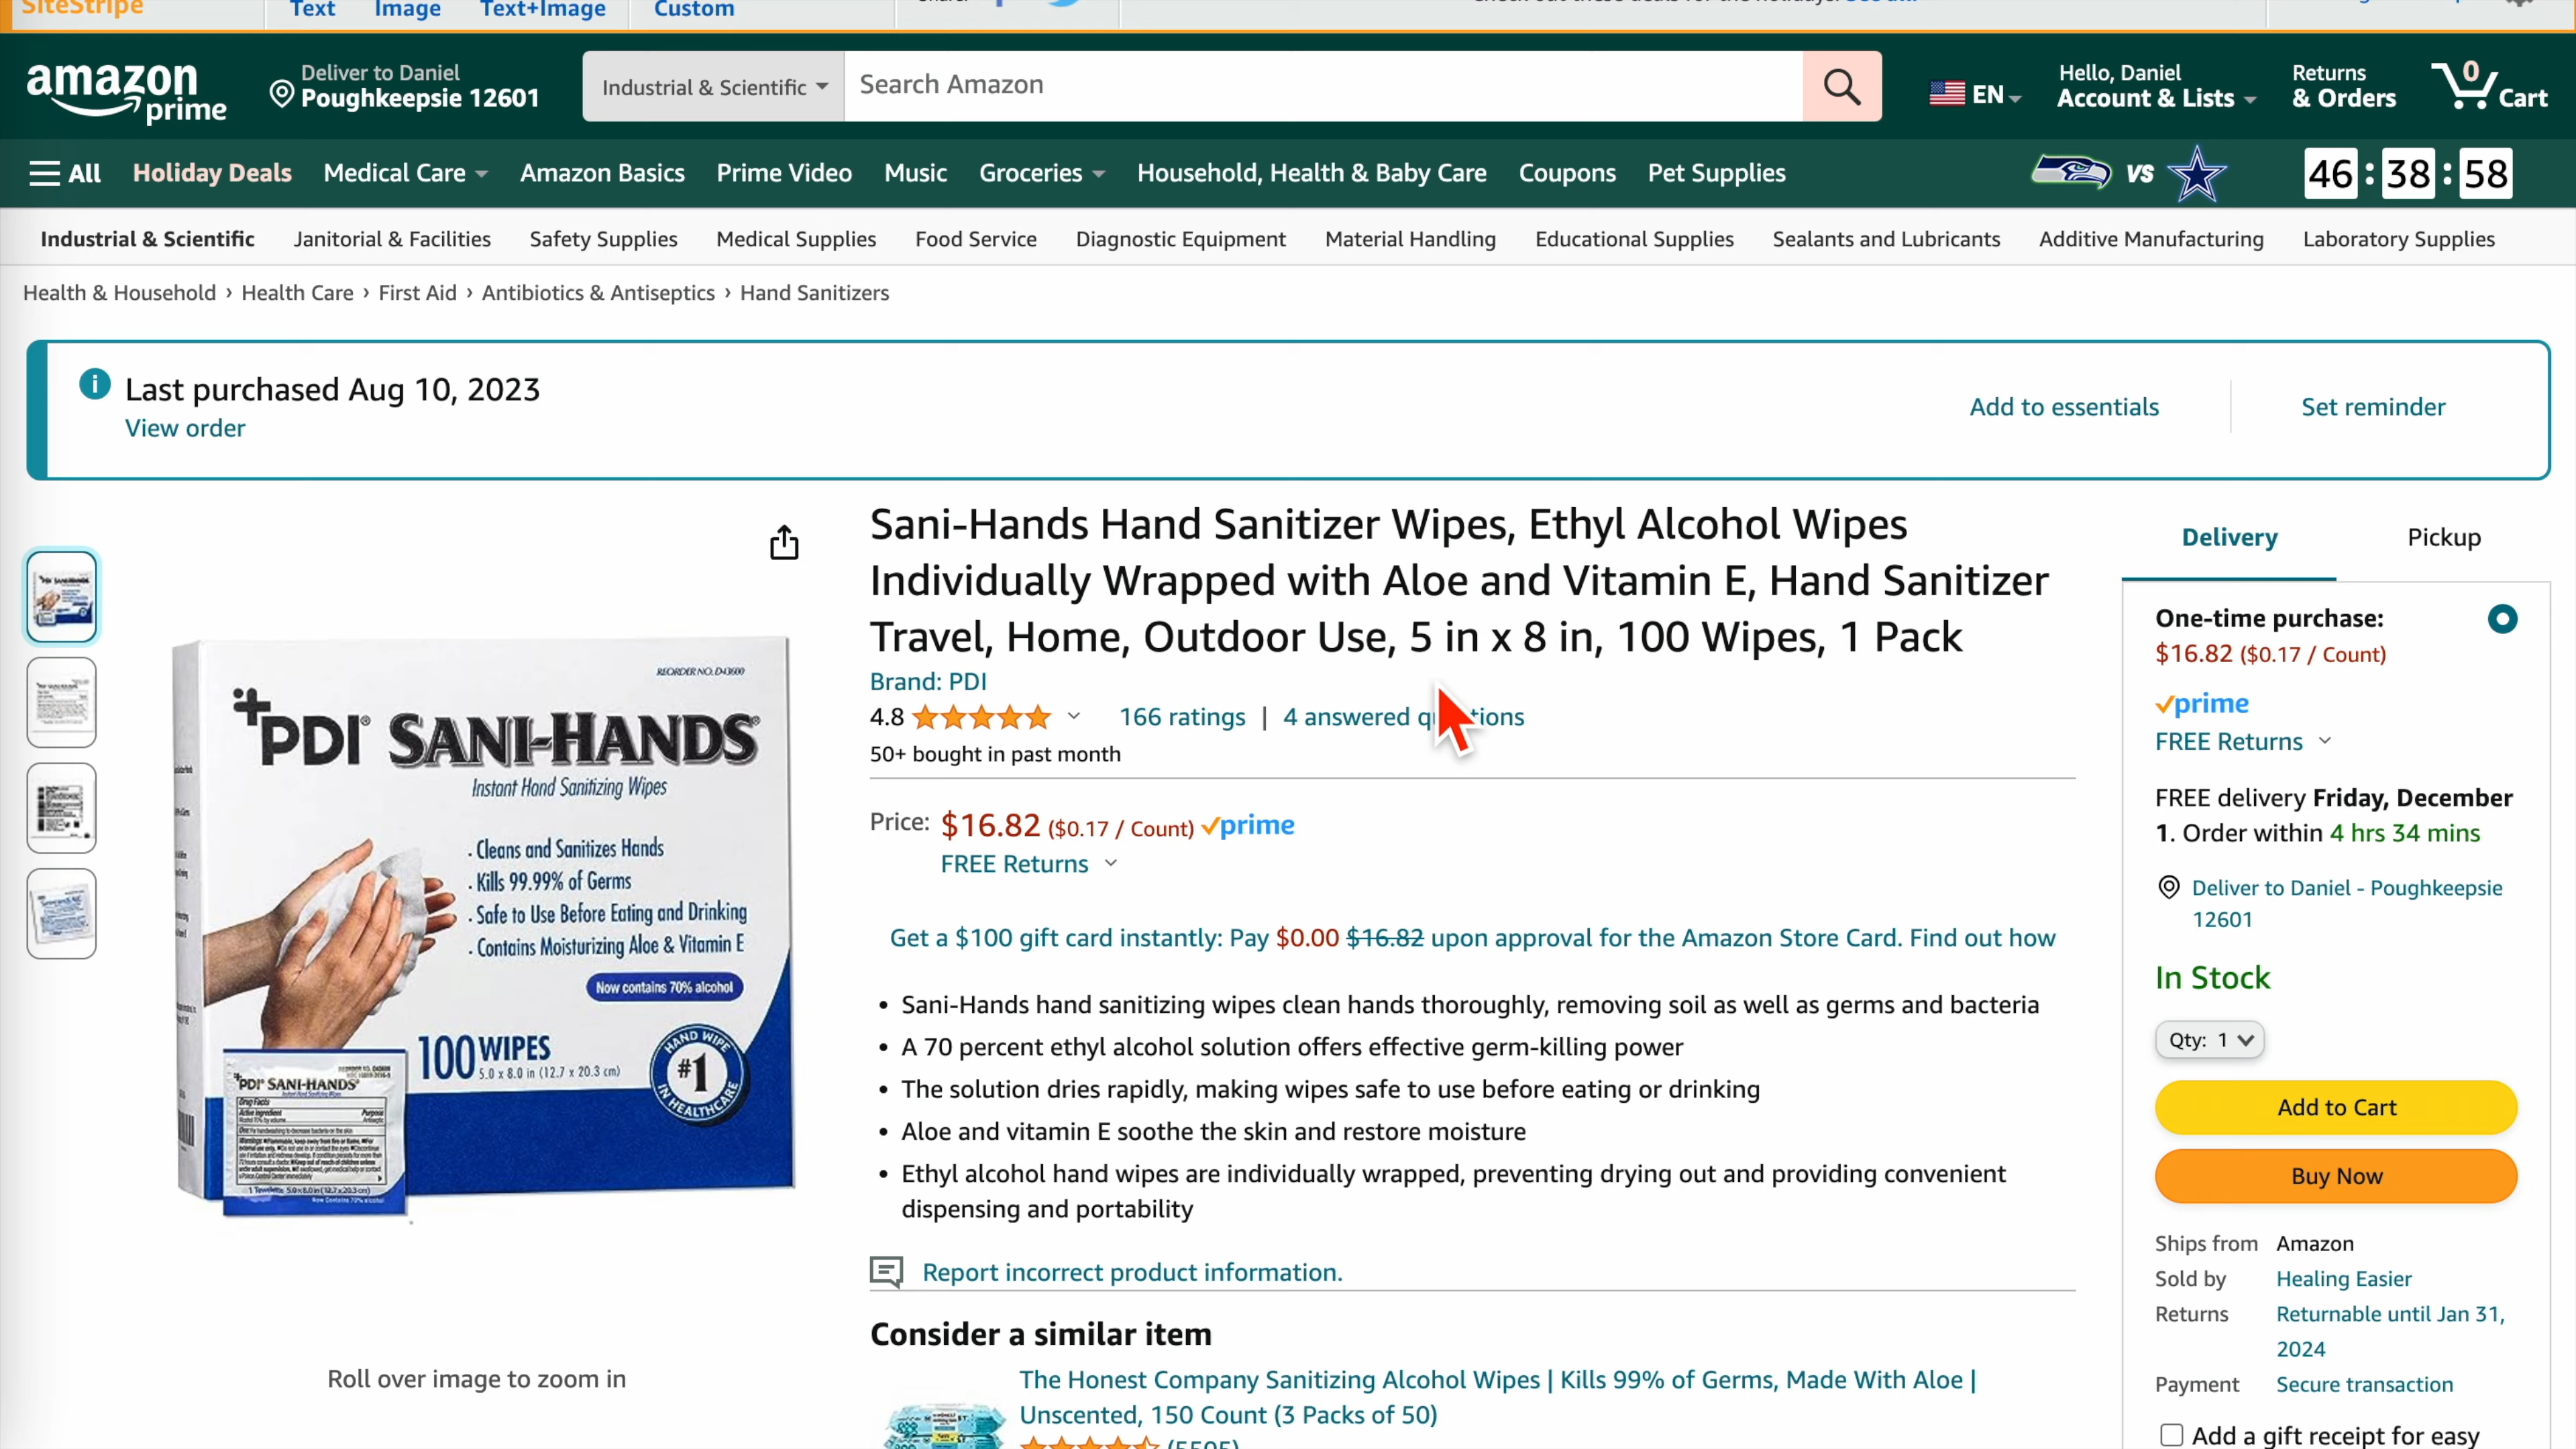 SiteStripe
Text Image Text+Image Custom
amazon prime
Deliver to Daniel
Poughkeepsie 12601
Industrial & Scientific
Search Amazon
EN
Hello, Daniel
Account & Lists
Returns
& Orders
0
Cart
All Holiday Deals Medical Care Amazon Basics Prime Video Music Groceries Household, Health & Baby Care Coupons Pet Supplies
VS
46 : 38 : 58
Industrial & Scientific Janitorial & Facilities Safety Supplies Medical Supplies Food Service Diagnostic Equipment Material Handling Educational Supplies Sealants and Lubricants Additive Manufacturing Laboratory Supplies
Health & Household › Health Care › First Aid › Antibiotics & Antiseptics › Hand Sanitizers
Last purchased Aug 10, 2023
View order
Add to essentials
Set reminder
REORDER NO. D43600
PDI® SANI-HANDS®
Instant Hand Sanitizing Wipes
· Cleans and Sanitizes Hands
· Kills 99.99% of Germs
· Safe to Use Before Eating and Drinking
· Contains Moisturizing Aloe & Vitamin E
Now contains 70% alcohol
100 WIPES
5.0 x 8.0 in (12.7 x 20.3 cm)
HAND WIPE
#1
IN HEALTHCARE
PDI® SANI-HANDS®
Drug Facts
Roll over image to zoom in
Sani-Hands Hand Sanitizer Wipes, Ethyl Alcohol Wipes
Individually Wrapped with Aloe and Vitamin E, Hand Sanitizer
Travel, Home, Outdoor Use, 5 in x 8 in, 100 Wipes, 1 Pack
Brand: PDI
4.8
166 ratings | 4 answered
50+ bought in past month
Price: $16.82 ($0.17 / Count) prime
FREE Returns
Get a $100 gift card instantly: Pay $0.00 $16.82 upon approval for the Amazon Store Card. Find out how
• Sani-Hands hand sanitizing wipes clean hands thoroughly, removing soil as well as germs and bacteria
• A 70 percent ethyl alcohol solution offers effective germ-killing power
• The solution dries rapidly, making wipes safe to use before eating or drinking
• Aloe and vitamin E soothe the skin and restore moisture
• Ethyl alcohol hand wipes are individually wrapped, preventing drying out and providing convenient
dispensing and portability
Report incorrect product information.
Consider a similar item
The Honest Company Sanitizing Alcohol Wipes | Kills 99% of Germs, Made With Aloe |
Unscented, 150 Count (3 Packs of 50)
Delivery
Pickup
One-time purchase:
$16.82 ($0.17 / Count)
prime
FREE Returns
FREE delivery Friday, December
1. Order within 4 hrs 34 mins
Deliver to Daniel - Poughkeepsie
12601
In Stock
Qty: 1
Add to Cart
Buy Now
Ships from Amazon
Sold by Healing Easier
Returns Returnable until Jan 31,
2024
Payment Secure transaction
Add a gift receipt for easy